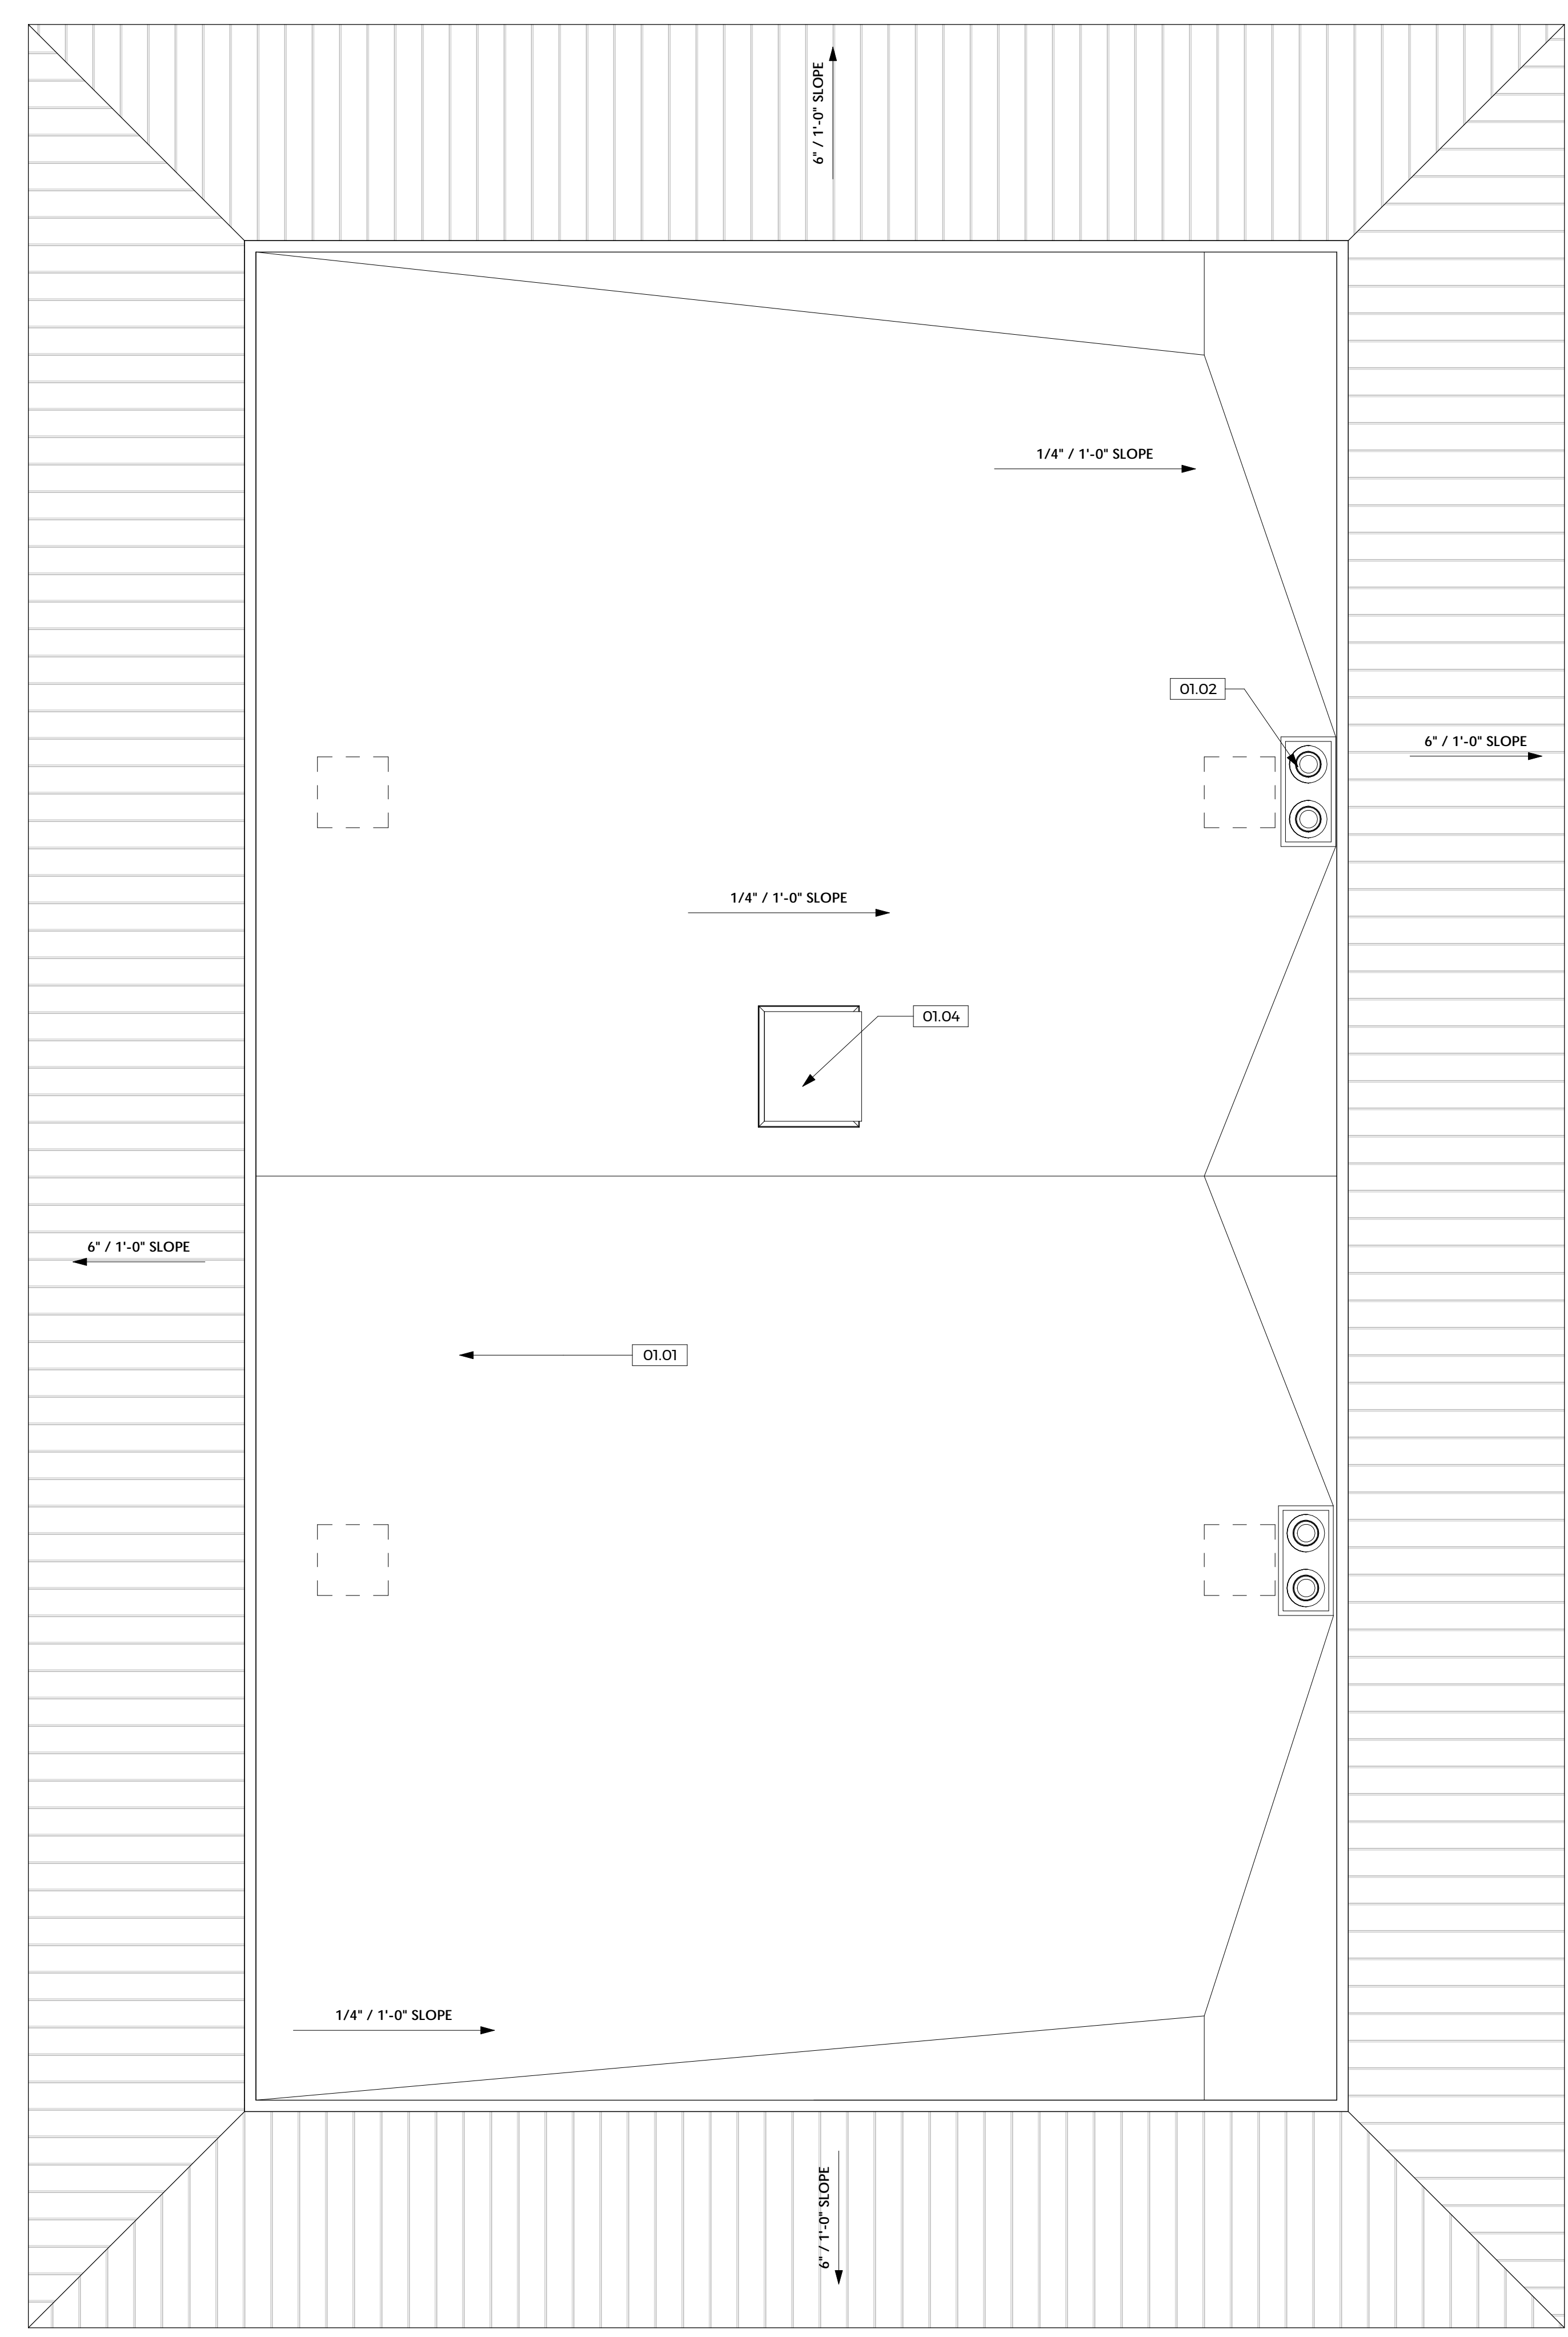 6" / 1'-0" SLOPE
1/4" / 1'-0" SLOPE
01.02
6" / 1'-0" SLOPE
1/4" / 1'-0" SLOPE
01.04
6" / 1'-0" SLOPE
01.01
1/4" / 1'-0" SLOPE
6" / 1'-0" SLOPE